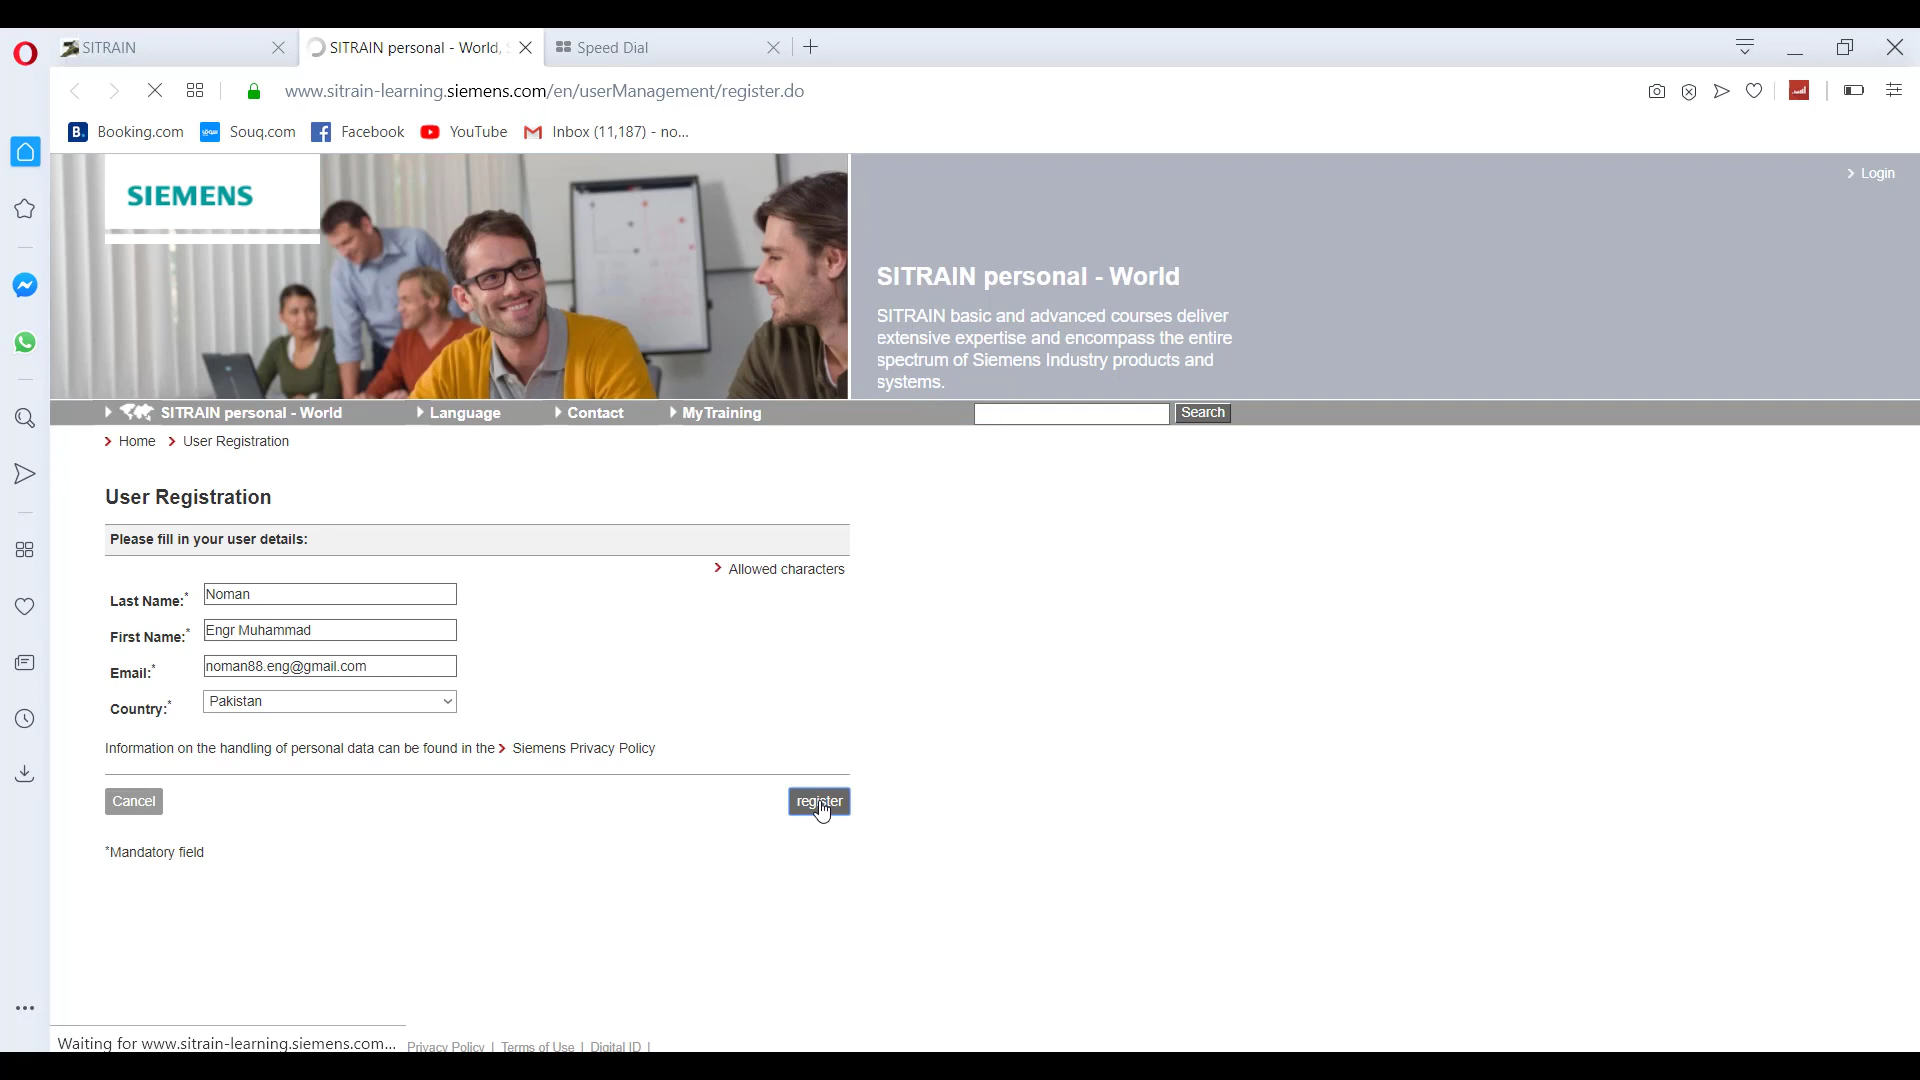 SITRAIN
SITRAIN personal - World,
Speed Dial
www.sitrain-learning.siemens.com/en/userManagement/register.do
Booking.com
Souq.com
Facebook
YouTube
Inbox (11,187) - no...
SIEMENS
Login
SITRAIN personal - World
SITRAIN basic and advanced courses deliver
extensive expertise and encompass the entire
spectrum of Siemens Industry products and
systems.
SITRAIN personal - World
Language
Contact
MyTraining
Search
Home
User Registration
User Registration
Please fill in your user details:
Allowed characters
Last Name:* Noman
First Name:* Engr Muhammad
Email:* noman88.eng@gmail.com
Country:* Pakistan
Information on the handling of personal data can be found in the > Siemens Privacy Policy
Cancel
register
*Mandatory field
Waiting for www.sitrain-learning.siemens.com...
Privacy Policy | Terms of Use | Digital ID |